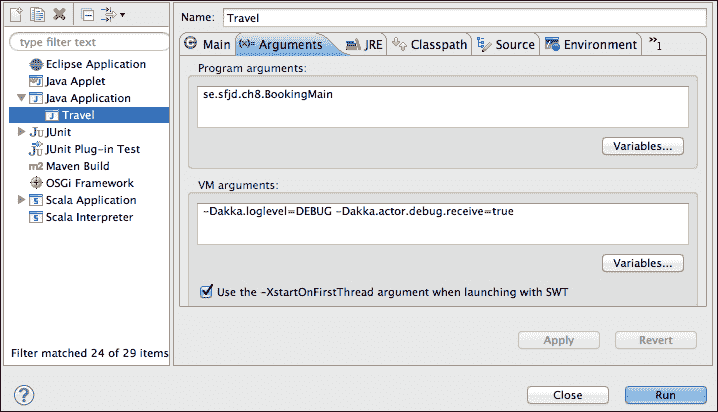 Name: Travel
type filter text
Eclipse Application
Java Applet
Java Application
Travel
JUnit
JUnit Plug-in Test
Maven Build
OSGi Framework
Scala Application
Scala Interpreter
Filter matched 24 of 29 items
Main
(x)= Arguments
JRE
Classpath
Source
Environment
»1
Program arguments:
se.sfjd.ch8.BookingMain
Variables...
VM arguments:
-Dakka.loglevel=DEBUG -Dakka.actor.debug.receive=true
Variables...
Use the -XstartOnFirstThread argument when launching with SWT
Apply
Revert
?
Close
Run